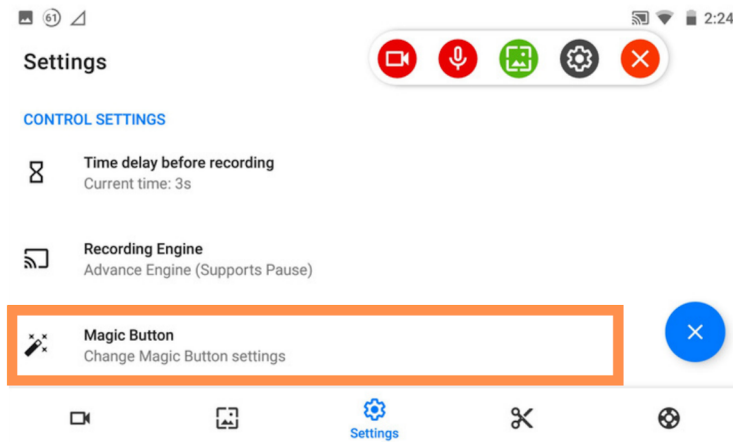 61
2:24
Settings
CONTROL SETTINGS
Time delay before recording
Current time: 3s
Recording Engine
Advance Engine (Supports Pause)
Magic Button
Change Magic Button settings
Settings